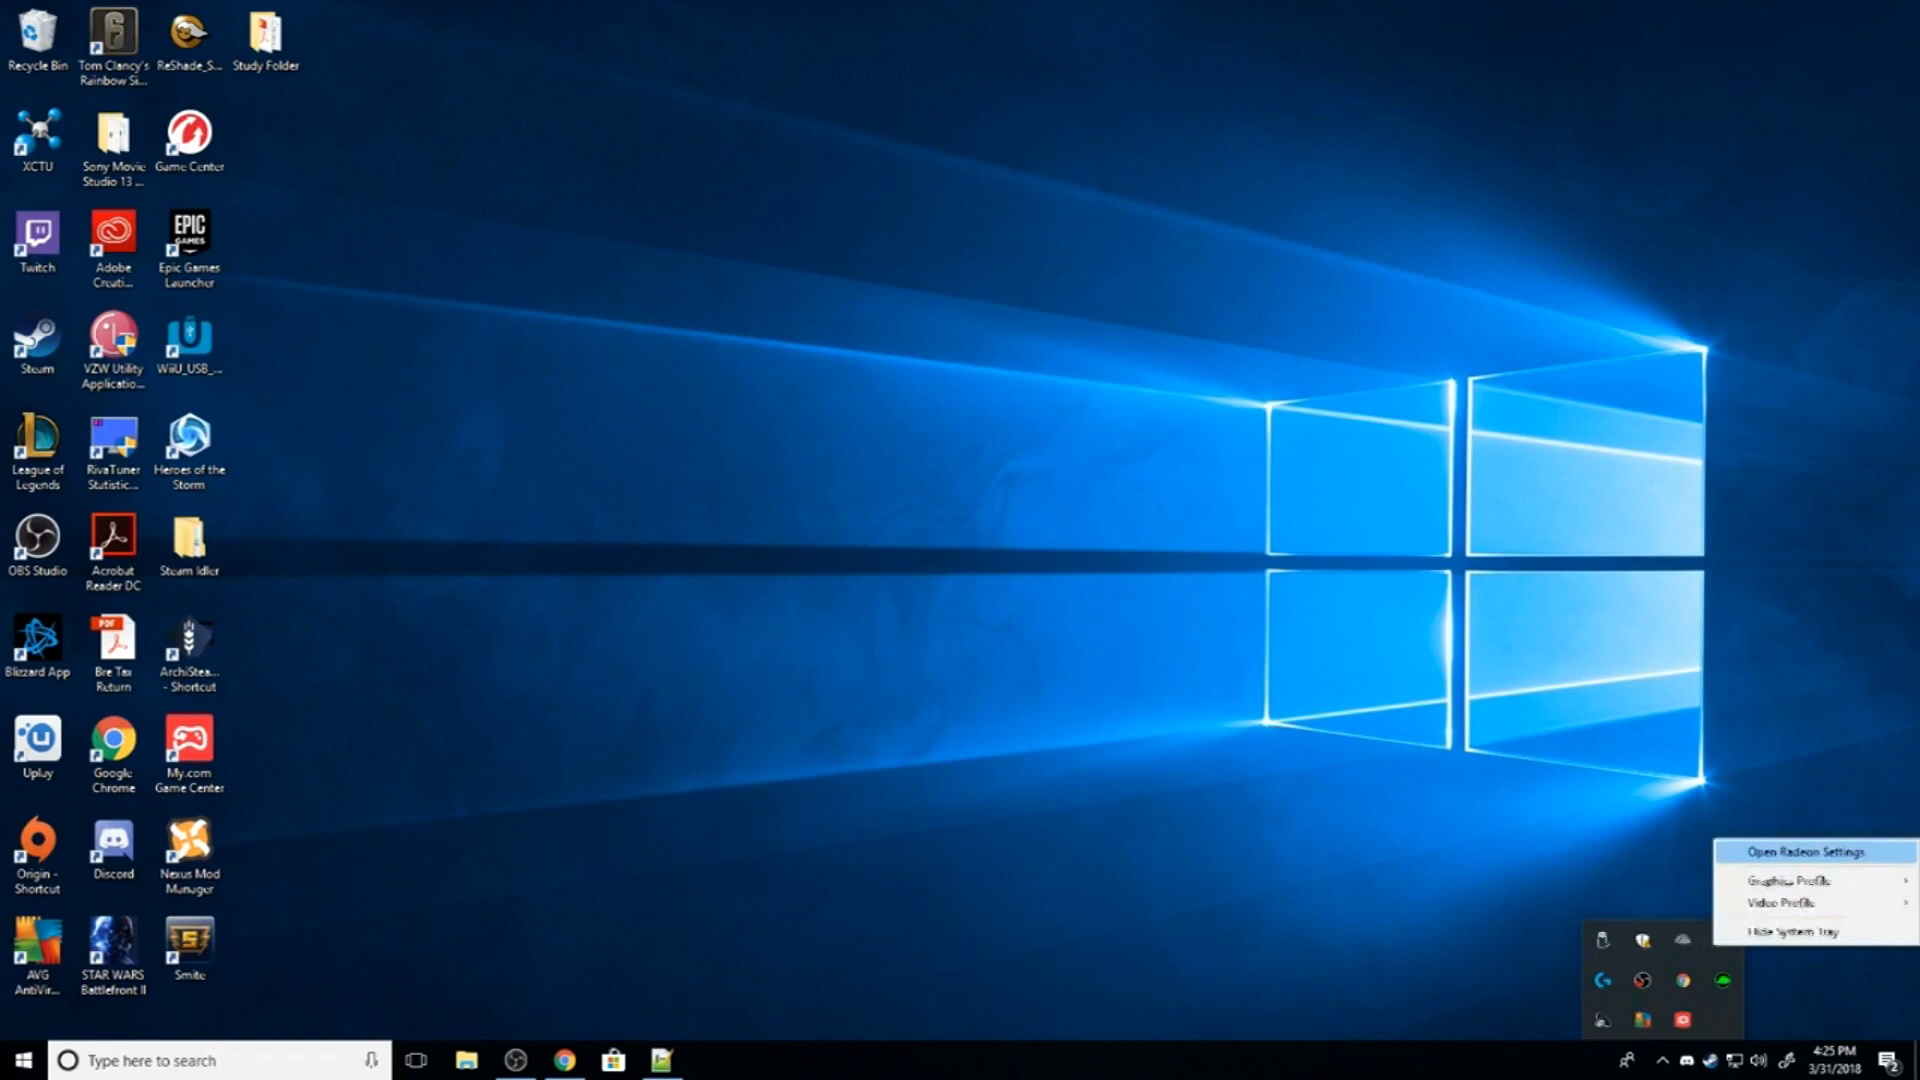 Recycle Bin
Tom Clancy's
Rainbow Si...
ReShade_S...
Study Folder
XCTU
Sony Movie
Studio 13 ...
Game Center
Twitch
Adobe
Creati...
EPIC
GAMES
Epic Games
Launcher
Steam
VZW Utility
Applicatio...
WiiU_USB_...
League of
Legends
RivaTuner
Statistic...
Heroes of the
Storm
OBS Studio
Acrobat
Reader DC
Steam Idler
Blizzard App
PDF
Bre Tax
Return
ArchiStea...
- Shortcut
Uplay
Google
Chrome
My.com
Game Center
Origin -
Shortcut
Discord
Nexus Mod
Manager
AVG
AntiVir...
STAR WARS
Battlefront II
Smite
Open Radeon Settings
Graphics Profile
Video Profile
Hide System Tray
Type here to search
4:25 PM
3/31/2018
2